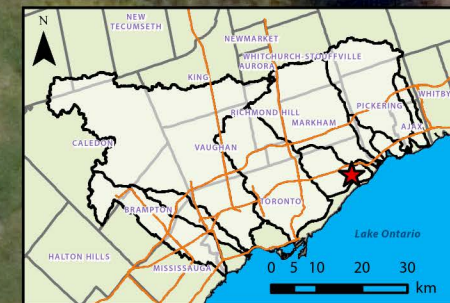 NEW
TECUMSETH
N
NEWMARKET
WHITCHURCH-STOUFFVILLE
AURORA
KING
WHITBY
PICKERING
RICHMOND HILL
MARKHAM
AJAX
CALEDON
VAUGHAN
BRAMPTON
TORONTO
Lake Ontario
HALTON HILLS
MISSISSAUGA
0 5 10 20 30
km